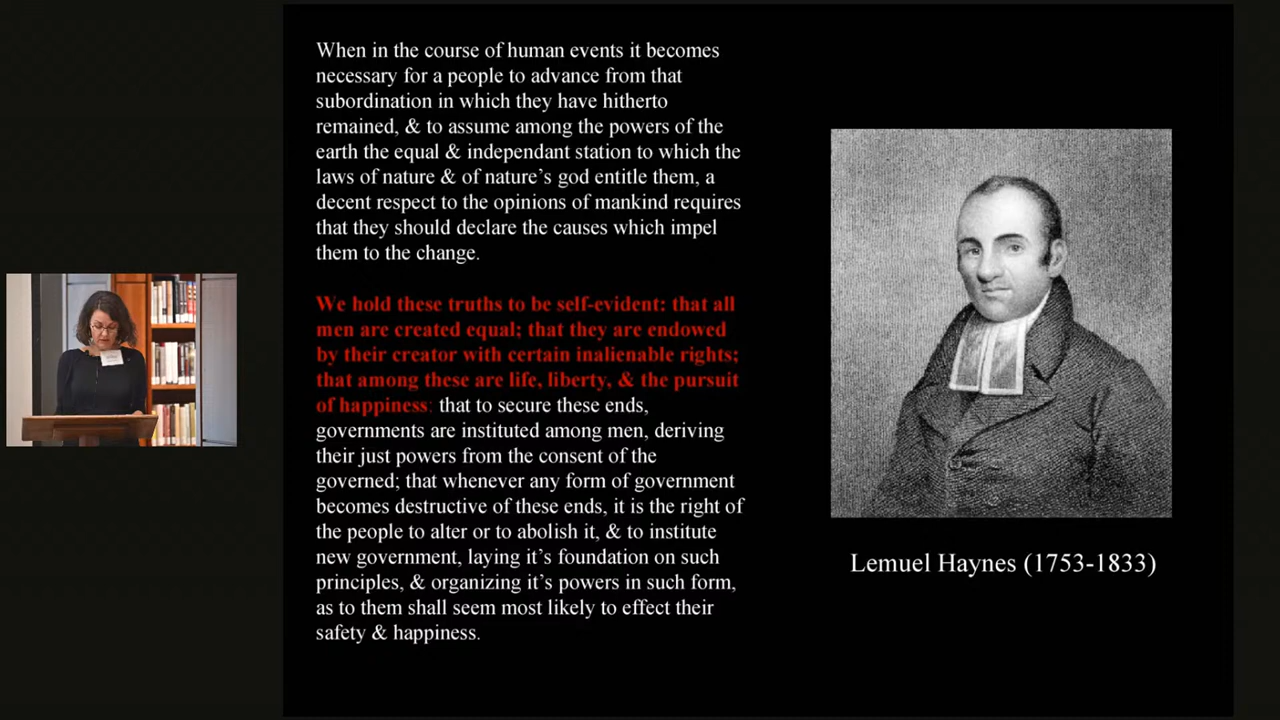 When in the course of human events it becomes
necessary for a people to advance from that
subordination in which they have hitherto
remained, & to assume among the powers of the
earth the equal & independant station to which the
laws of nature & of nature’s god entitle them, a
decent respect to the opinions of mankind requires
that they should declare the causes which impel
them to the change.
We hold these truths to be self-evident: that all
men are created equal; that they are endowed
by their creator with certain inalienable rights;
that among these are life, liberty, & the pursuit
of happiness: that to secure these ends,
governments are instituted among men, deriving
their just powers from the consent of the
governed; that whenever any form of government
becomes destructive of these ends, it is the right of
the people to alter or to abolish it, & to institute
new government, laying it’s foundation on such
principles, & organizing it’s powers in such form,
as to them shall seem most likely to effect their
safety & happiness.
Lemuel Haynes (1753-1833)